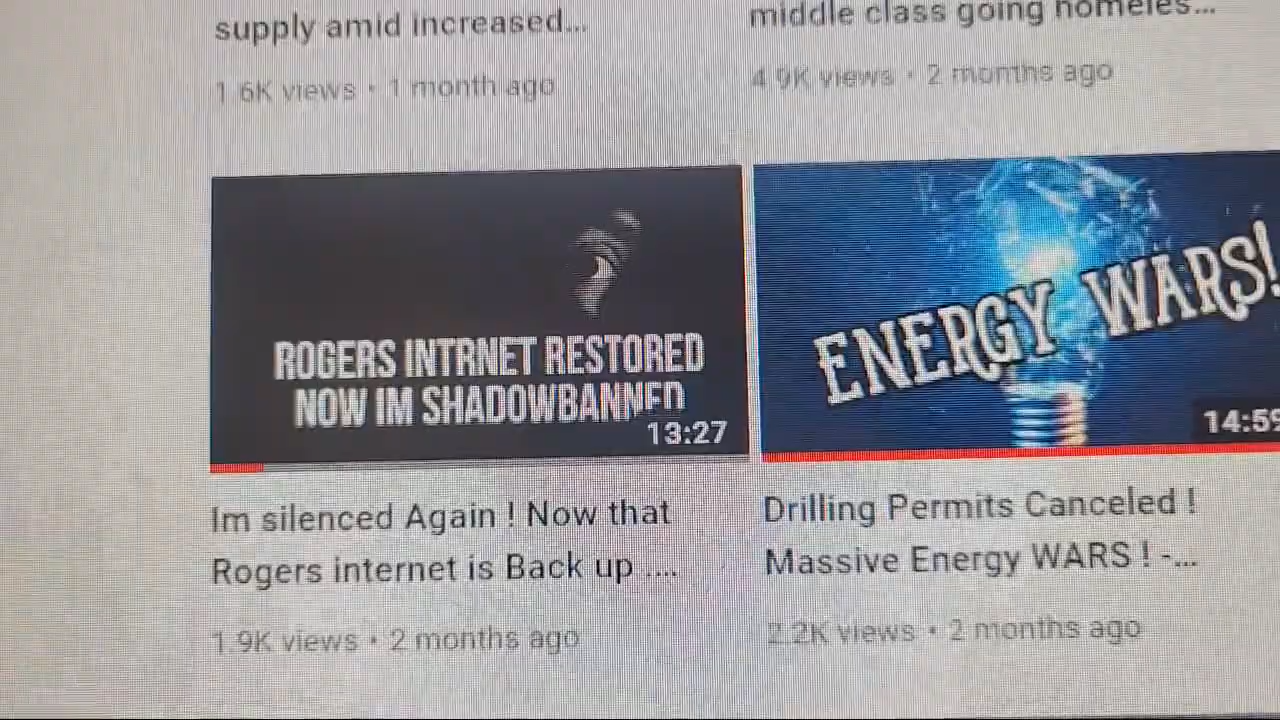 supply amid increased...
middle class going homeles...
1.6K views • 1 month ago
4.9K views • 2 months ago
ROGERS INTRNET RESTORED
NOW IM SHADOWBANNED
13:27
ENERGY WARS!
14:59
Im silenced Again ! Now that
Rogers internet is Back up ....
1.9K views • 2 months ago
Drilling Permits Canceled !
Massive Energy WARS ! -...
2.2K views • 2 months ago